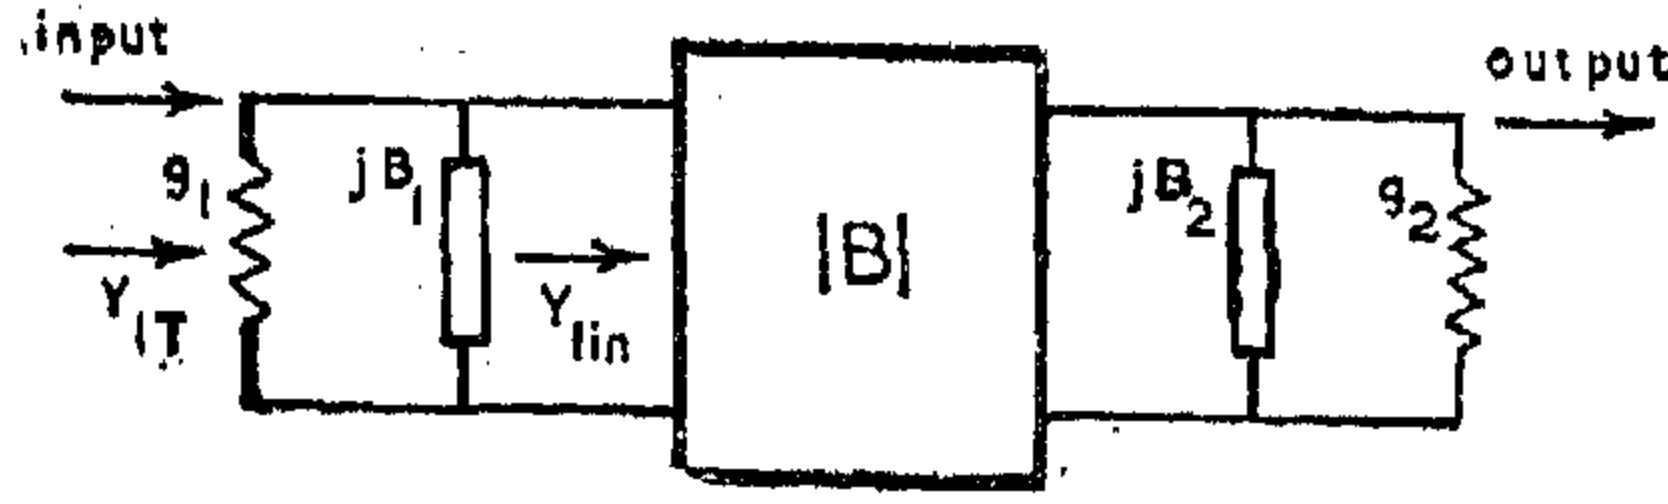 input
output
g₁
jB₁
|B|
jB₂
g₂
Y₁T
Y₁in